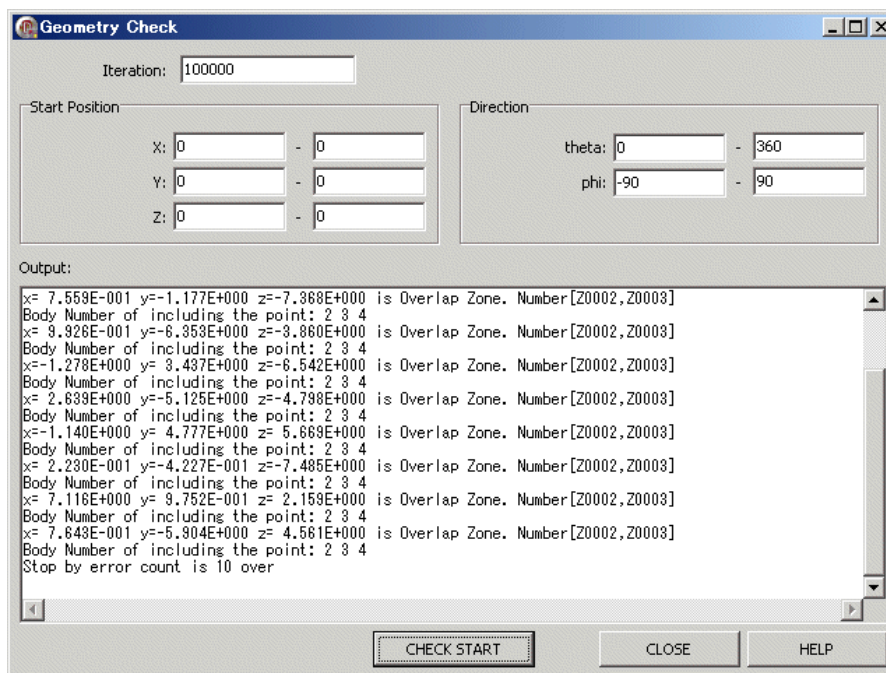 Geometry Check
Iteration: 100000
Start Position
X: 0 - 0
Y: 0 - 0
Z: 0 - 0
Direction
theta: 0 - 360
phi: -90 - 90
Output:
x= 7.559E-001 y=-1.177E+000 z=-7.368E+000 is Overlap Zone. Number[Z0002,Z0003]
Body Number of including the point: 2 3 4
x= 9.926E-001 y=-6.353E+000 z=-3.860E+000 is Overlap Zone. Number[Z0002,Z0003]
Body Number of including the point: 2 3 4
x=-1.278E+000 y= 3.437E+000 z=-6.542E+000 is Overlap Zone. Number[Z0002,Z0003]
Body Number of including the point: 2 3 4
x= 2.639E+000 y=-5.125E+000 z=-4.798E+000 is Overlap Zone. Number[Z0002,Z0003]
Body Number of including the point: 2 3 4
x=-1.140E+000 y= 4.777E+000 z= 5.669E+000 is Overlap Zone. Number[Z0002,Z0003]
Body Number of including the point: 2 3 4
x= 2.230E-001 y=-4.227E-001 z=-7.485E+000 is Overlap Zone. Number[Z0002,Z0003]
Body Number of including the point: 2 3 4
x= 7.116E+000 y= 9.752E-001 z= 2.159E+000 is Overlap Zone. Number[Z0002,Z0003]
Body Number of including the point: 2 3 4
x= 7.643E-001 y=-5.904E+000 z= 4.561E+000 is Overlap Zone. Number[Z0002,Z0003]
Body Number of including the point: 2 3 4
Stop by error count is 10 over
CHECK START CLOSE HELP